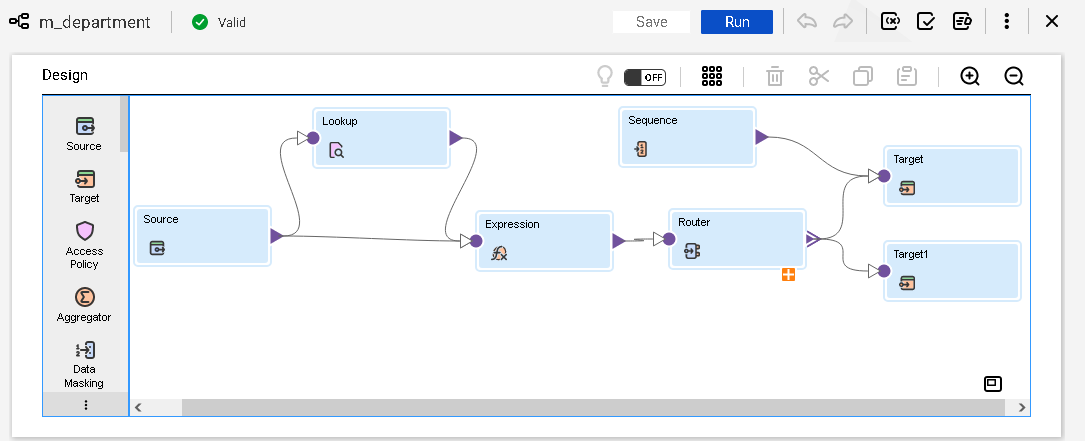 m_department
Valid
Save
Run
Design
OFF
Source
Target
Access
Policy
Aggregator
Data
Masking
Lookup
Sequence
Target
Source
Expression
Router
Target1